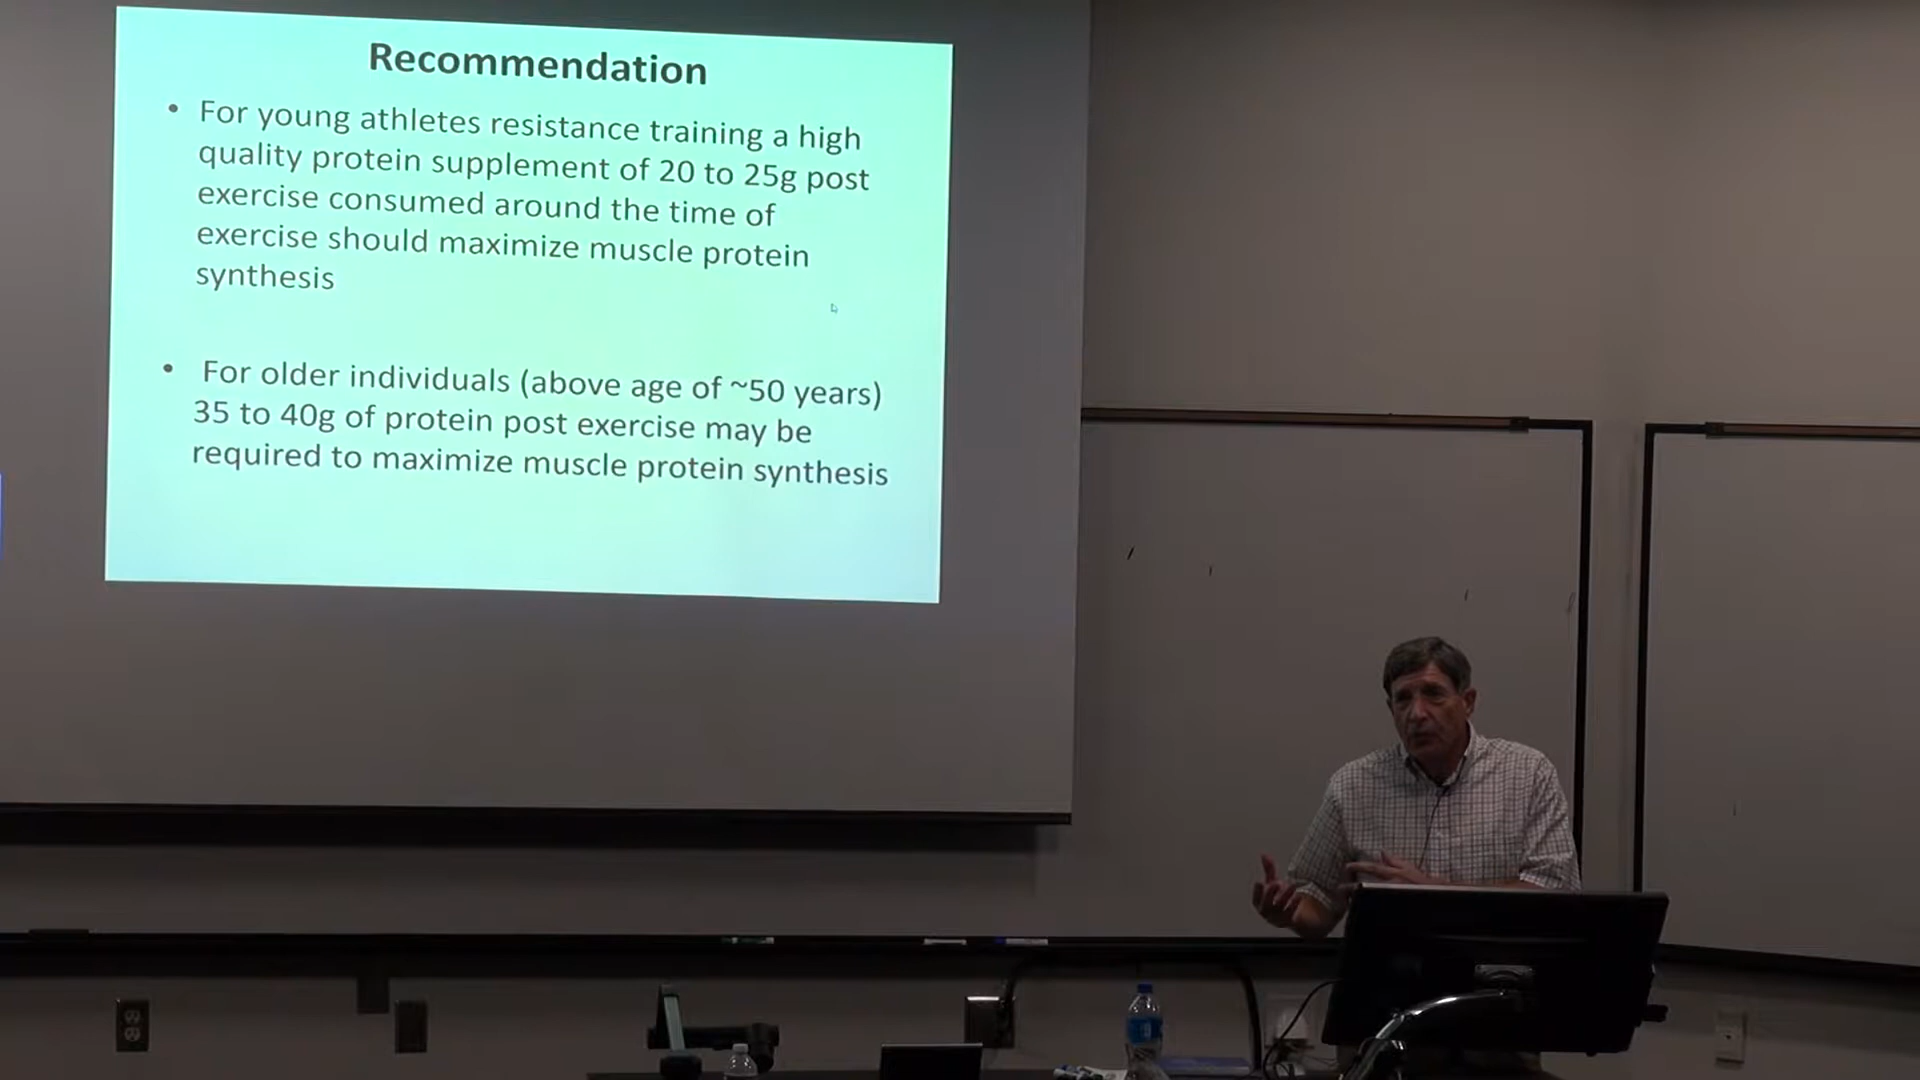 Recommendation
• For young athletes resistance training a high
quality protein supplement of 20 to 25g post
exercise consumed around the time of
exercise should maximize muscle protein
synthesis
• For older individuals (above age of ~50 years)
35 to 40g of protein post exercise may be
required to maximize muscle protein synthesis